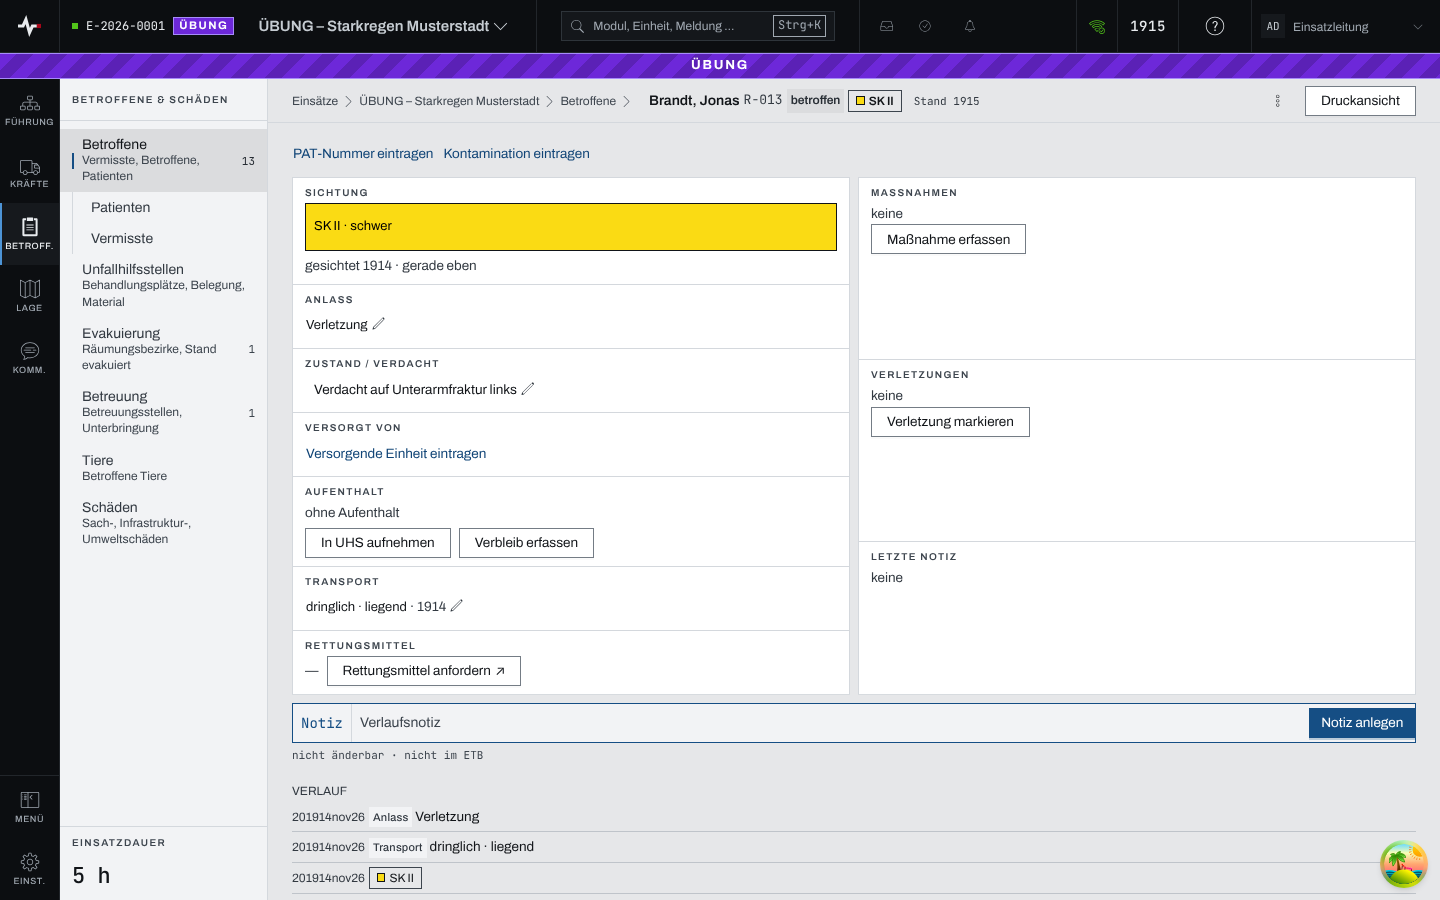 E-2026-0001 ÜBUNG ÜBUNG – Starkregen Musterstadt Modul, Einheit, Meldung ... Strg+K 1915 AD Einsatzleitung
ÜBUNG
FÜHRUNG
KRÄFTE
BETROFF.
LAGE
KOMM.
MENÜ
EINST.
BETROFFENE & SCHÄDEN
Betroffene
Vermisste, Betroffene, 13
Patienten
Patienten
Vermisste
Unfallhilfsstellen
Behandlungsplätze, Belegung,
Material
Evakuierung
Räumungsbezirke, Stand 1
evakuiert
Betreuung
Betreuungsstellen, 1
Unterbringung
Tiere
Betroffene Tiere
Schäden
Sach-, Infrastruktur-,
Umweltschäden
EINSATZDAUER
5 h
Einsätze ÜBUNG – Starkregen Musterstadt Betroffene Brandt, Jonas R-013 betroffen SK II Stand 1915 Druckansicht
PAT-Nummer eintragen Kontamination eintragen
SICHTUNG
SK II · schwer
gesichtet 1914 · gerade eben
ANLASS
Verletzung
ZUSTAND / VERDACHT
Verdacht auf Unterarmfraktur links
VERSORGT VON
Versorgende Einheit eintragen
AUFENTHALT
ohne Aufenthalt
In UHS aufnehmen Verbleib erfassen
TRANSPORT
dringlich · liegend · 1914
RETTUNGSMITTEL
— Rettungsmittel anfordern ↗
MASSNAHMEN
keine
Maßnahme erfassen
VERLETZUNGEN
keine
Verletzung markieren
LETZTE NOTIZ
keine
Notiz Verlaufsnotiz Notiz anlegen
nicht änderbar · nicht im ETB
VERLAUF
201914nov26 Anlass Verletzung
201914nov26 Transport dringlich · liegend
201914nov26 SK II